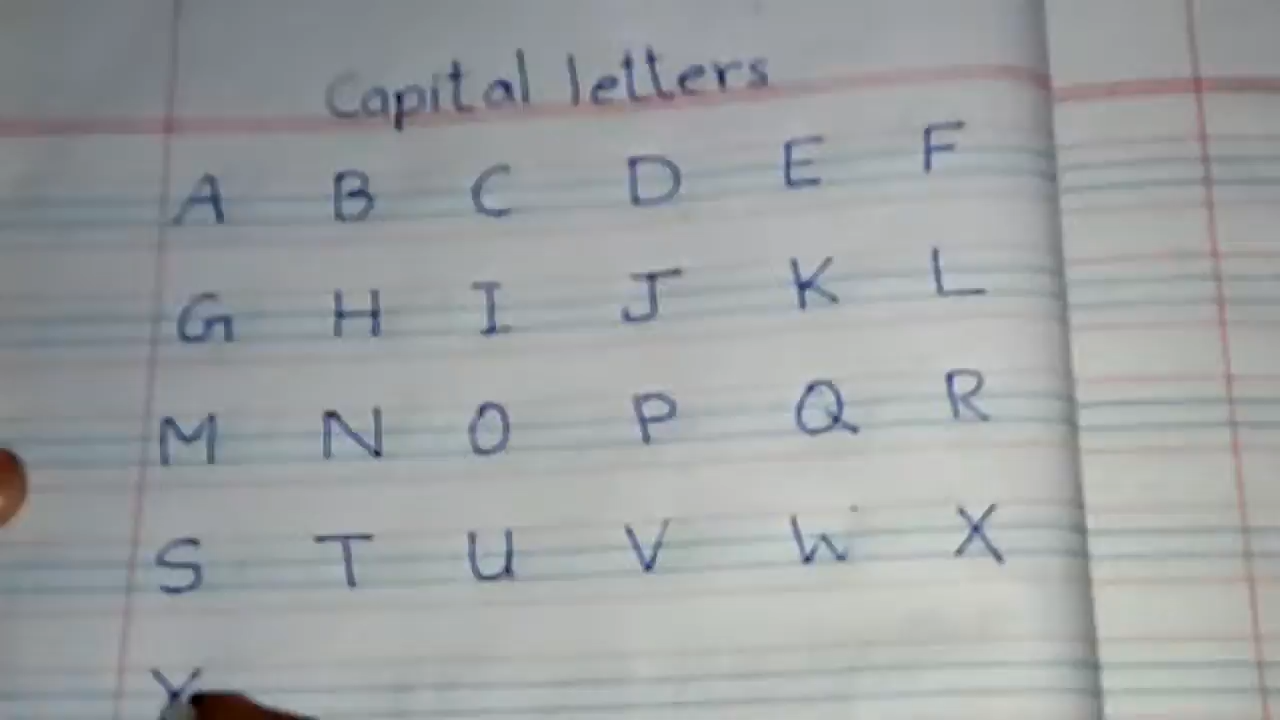 Capital letters
A B C D E F
G H I J K L
M N O P Q R
S T U V W X
Y